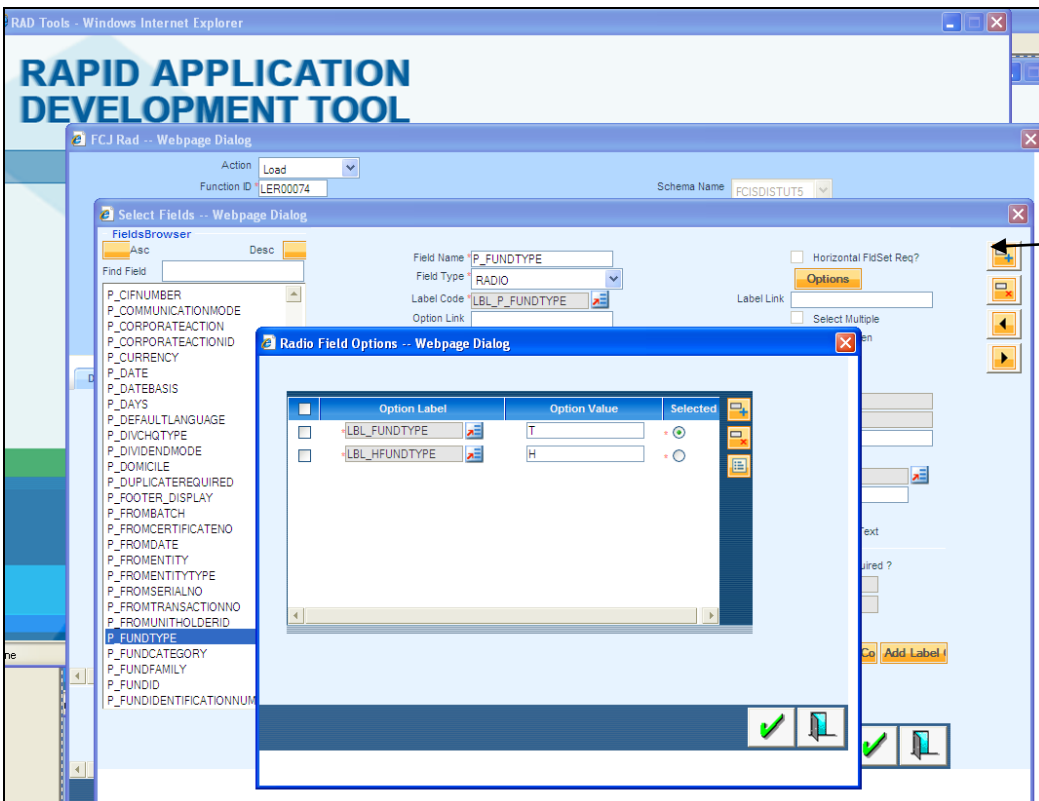 RAD Tools - Windows Internet Explorer
RAPID APPLICATION
DEVELOPMENT TOOL
FCJ Rad -- Webpage Dialog
Action Load
Function ID * LER00074
Schema Name FCISDISTUT5
Select Fields -- Webpage Dialog
FieldsBrowser
Asc Desc
Find Field
Field Name * P_FUNDTYPE
Horizontal FldSet Req?
Field Type * RADIO
Options
Label Code * LBL_P_FUNDTYPE
Label Link
Option Link
Select Multiple
P_CIFNUMBER
P_COMMUNICATIONMODE
P_CORPORATEACTION
P_CORPORATEACTIONID
P_CURRENCY
P_DATE
P_DATEBASIS
P_DAYS
P_DEFAULTLANGUAGE
P_DIVCHQTYPE
P_DIVIDENDMODE
P_DOMICILE
P_DUPLICATEREQUIRED
P_FOOTER_DISPLAY
P_FROMBATCH
P_FROMCERTIFICATENO
P_FROMDATE
P_FROMENTITY
P_FROMENTITYTYPE
P_FROMSERIALNO
P_FROMTRANSACTIONNO
P_FROMUNITHOLDERID
P_FUNDTYPE
P_FUNDCATEGORY
P_FUNDFAMILY
P_FUNDID
P_FUNDIDENTIFICATIONNUM
Radio Field Options -- Webpage Dialog
Option Label Option Value Selected
* LBL_FUNDTYPE T *
* LBL_HFUNDTYPE H *
Co Add Label